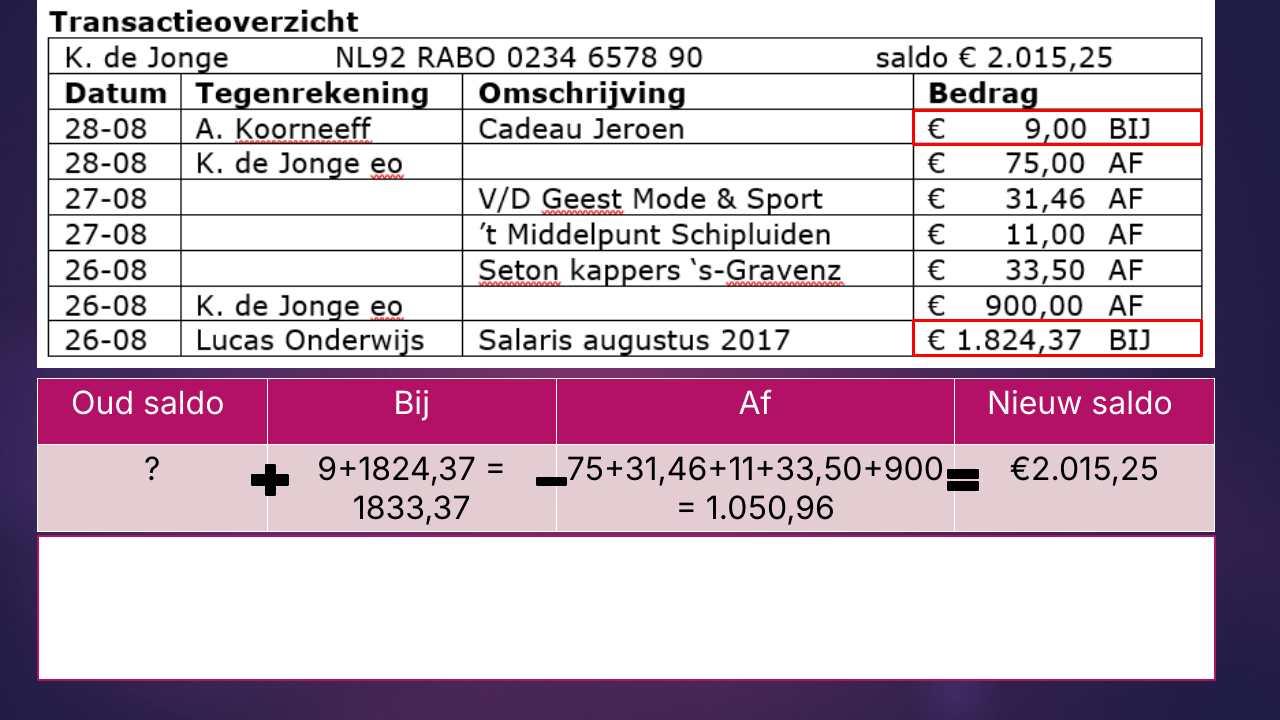 Transactieoverzicht
K. de Jonge NL92 RABO 0234 6578 90 saldo € 2.015,25
Datum Tegenrekening Omschrijving Bedrag
28-08 A. Koorneeff Cadeau Jeroen € 9,00 BIJ
28-08 K. de Jonge eo € 75,00 AF
27-08 V/D Geest Mode & Sport € 31,46 AF
27-08 ’t Middelpunt Schipluiden € 11,00 AF
26-08 Seton kappers ‘s-Gravenz € 33,50 AF
26-08 K. de Jonge eo € 900,00 AF
26-08 Lucas Onderwijs Salaris augustus 2017 € 1.824,37 BIJ
Oud saldo Bij Af Nieuw saldo
? + 9+1824,37 = − 75+31,46+11+33,50+900 = €2.015,25
1833,37 = 1.050,96